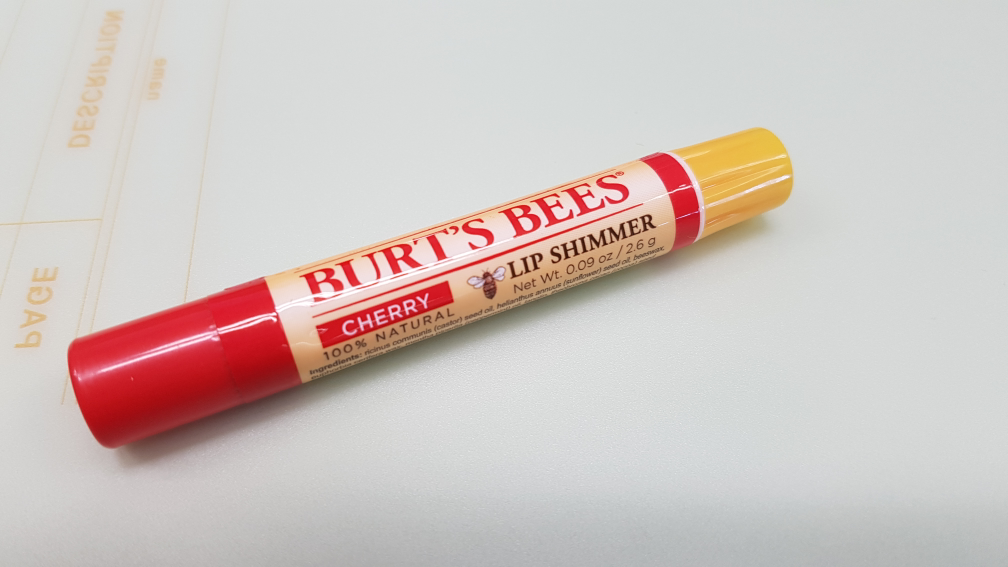 BURT'S BEES®
CHERRY
LIP SHIMMER
100% NATURAL
Net Wt. 0.09 oz / 2.6 g
Ingredients: ricinus communis (castor) seed oil, helianthus annuus (sunflower) seed oil, beeswax,
DESCRIPTION
name
PAGE